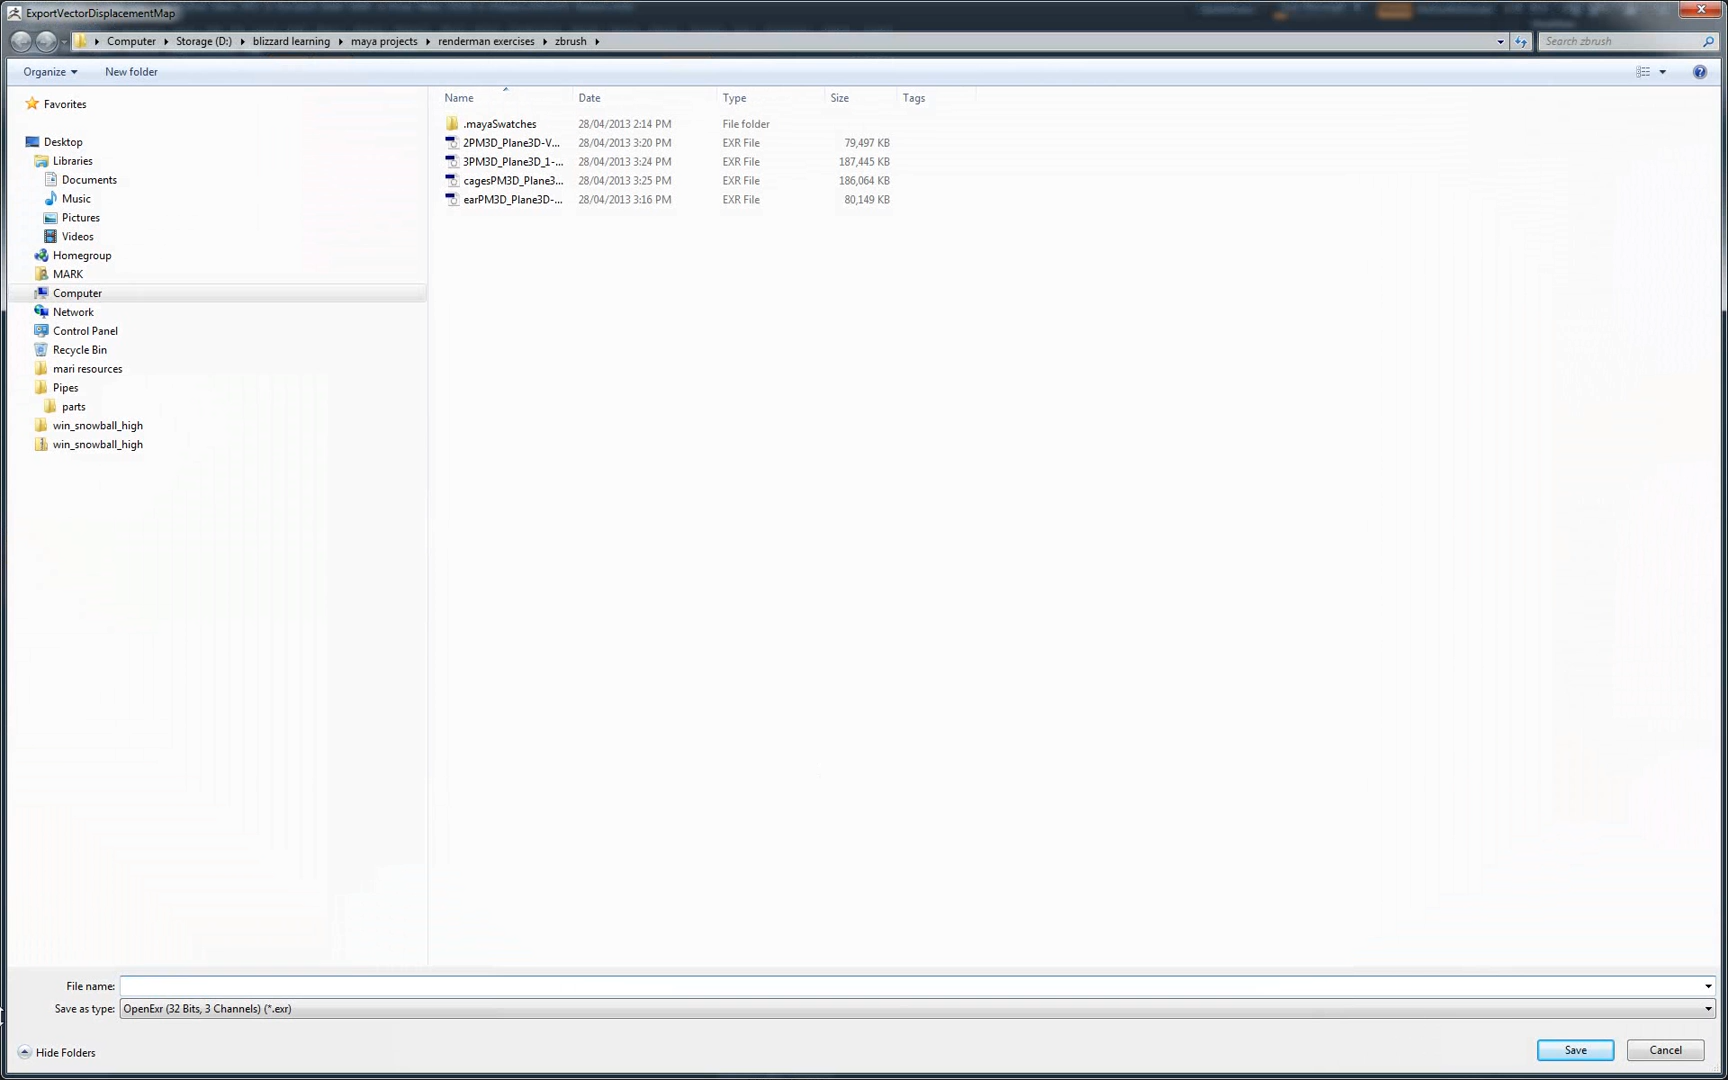 ExportVectorDisplacementMap
Computer Storage (D:) blizzard learning maya projects renderman exercises zbrush
Search zbrush
Organize New folder
Favorites
Desktop
Libraries
Documents
Music
Pictures
Videos
Homegroup
MARK
Computer
Network
Control Panel
Recycle Bin
mari resources
Pipes
parts
win_snowball_high
win_snowball_high
Name Date Type Size Tags
.mayaSwatches 28/04/2013 2:14 PM File folder
2PM3D_Plane3D-V... 28/04/2013 3:20 PM EXR File 79,497 KB
3PM3D_Plane3D_1-... 28/04/2013 3:24 PM EXR File 187,445 KB
cagesPM3D_Plane3... 28/04/2013 3:25 PM EXR File 186,064 KB
earPM3D_Plane3D-... 28/04/2013 3:16 PM EXR File 80,149 KB
File name:
Save as type: OpenExr (32 Bits, 3 Channels) (*.exr)
Hide Folders
Save Cancel